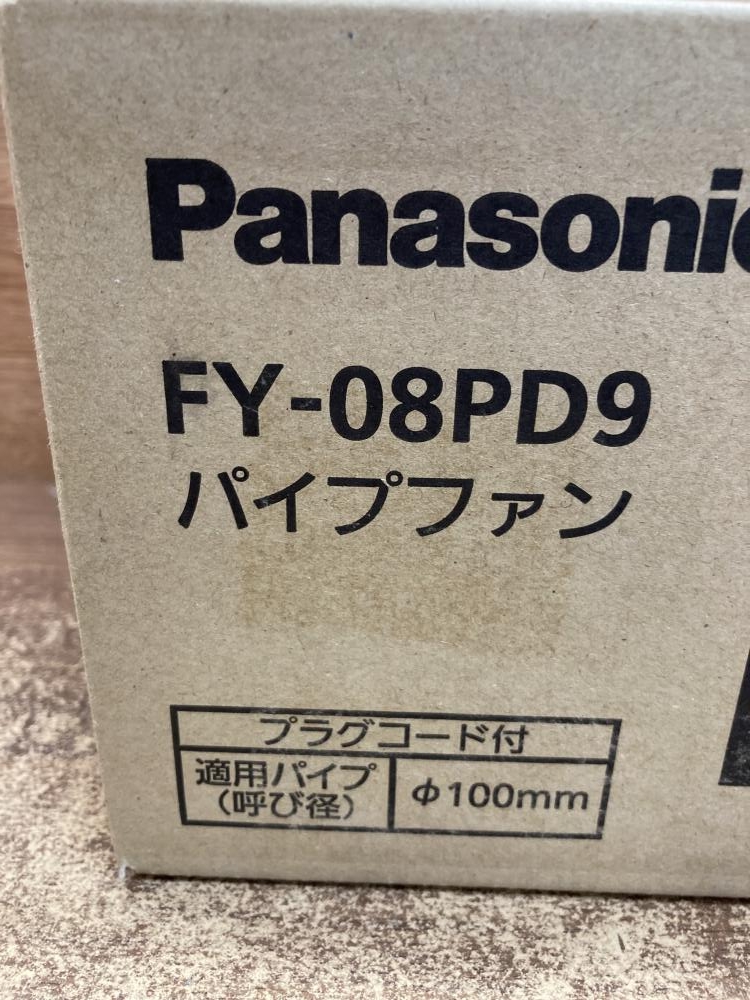 Panasonic
FY-08PD9
パイプファン
プラグコード付
適用パイプ
(呼び径)
φ100mm